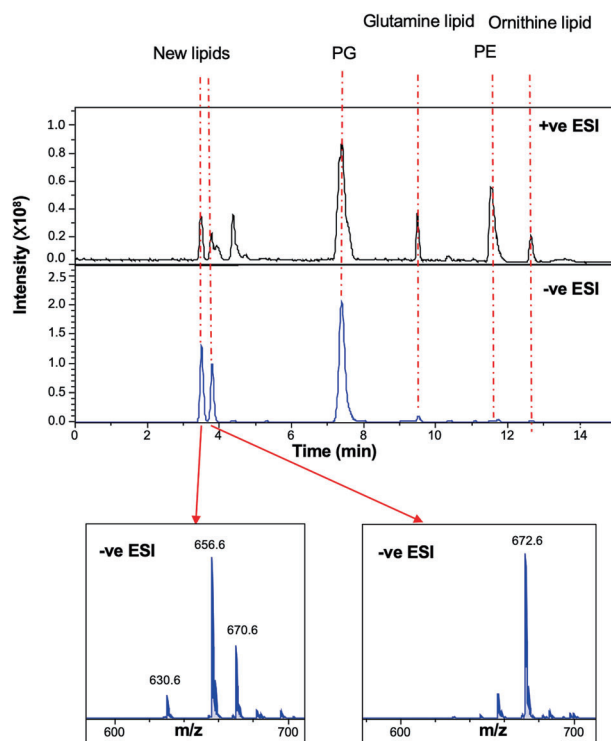 Glutamine lipid Ornithine lipid
New lipids PG PE
+ve ESI
1.0
0.8
0.6
0.4
0.2
0.0
Intensity (X10⁸)
-ve ESI
2.5
2.0
1.5
1.0
0.5
0.0
0 2 4 6 8 10 12 14
Time (min)
-ve ESI
656.6
670.6
630.6
600 m/z 700
-ve ESI
672.6
600 m/z 700